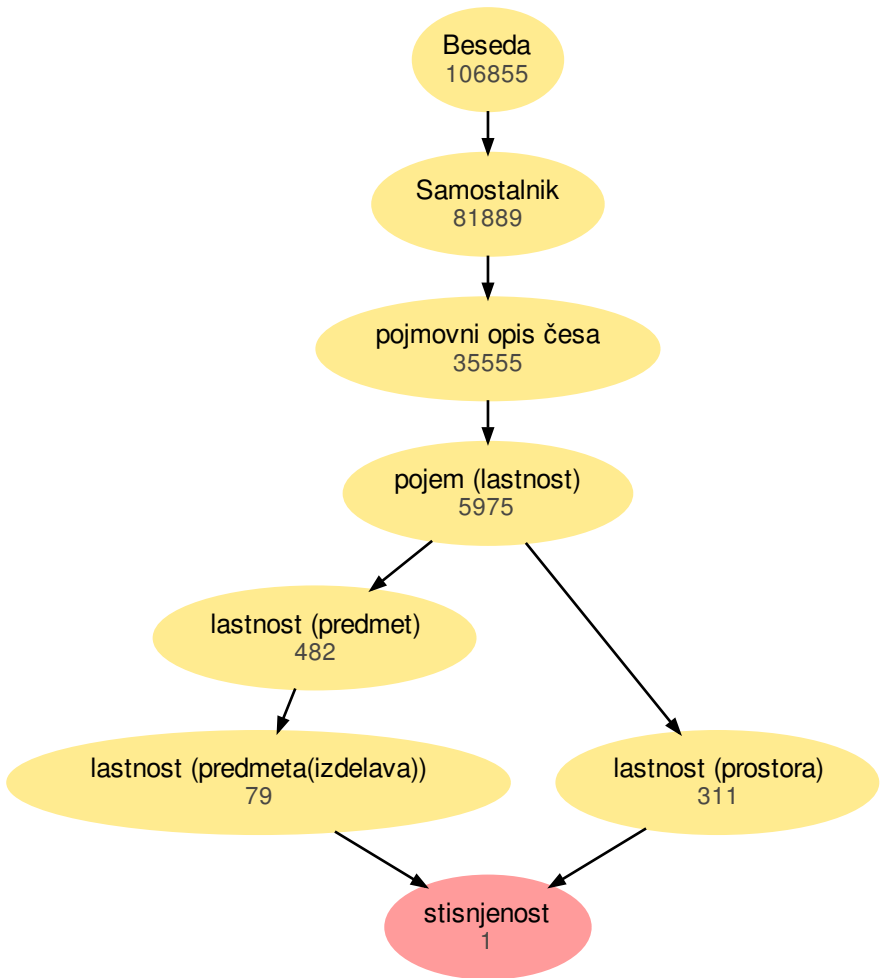 Beseda
106855
Samostalnik
81889
pojmovni opis česa
35555
pojem (lastnost)
5975
lastnost (predmet)
482
lastnost (predmeta(izdelava))
79
lastnost (prostora)
311
stisnjenost
1